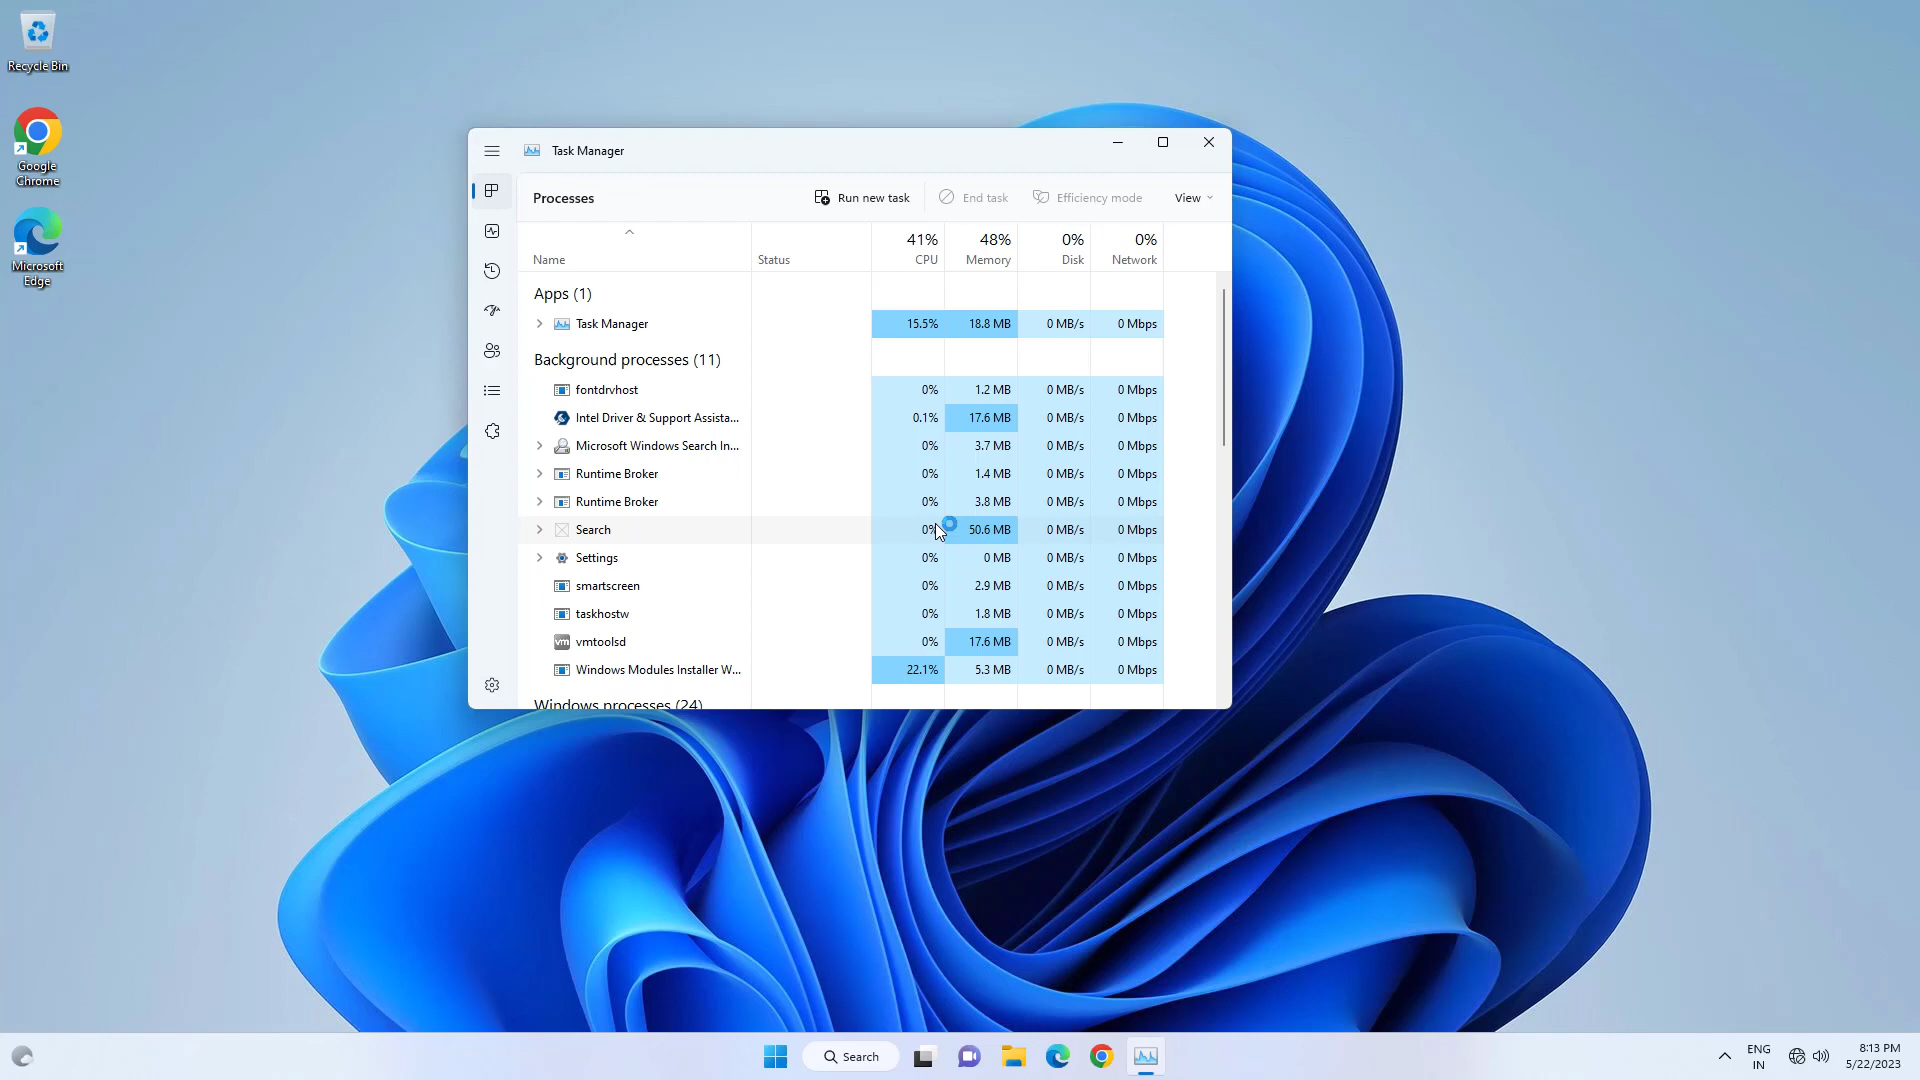 Recycle Bin
Google
Chrome
Microsoft
Edge
Task Manager
Processes
Run new task
End task
Efficiency mode
View
41%
48%
0%
0%
Name
Status
CPU
Memory
Disk
Network
Apps (1)
Task Manager 15.5% 18.8 MB 0 MB/s 0 Mbps
Background processes (11)
fontdrvhost 0% 1.2 MB 0 MB/s 0 Mbps
Intel Driver & Support Assista... 0.1% 17.6 MB 0 MB/s 0 Mbps
Microsoft Windows Search In... 0% 3.7 MB 0 MB/s 0 Mbps
Runtime Broker 0% 1.4 MB 0 MB/s 0 Mbps
Runtime Broker 0% 3.8 MB 0 MB/s 0 Mbps
Search 0% 50.6 MB 0 MB/s 0 Mbps
Settings 0% 0 MB 0 MB/s 0 Mbps
smartscreen 0% 2.9 MB 0 MB/s 0 Mbps
taskhostw 0% 1.8 MB 0 MB/s 0 Mbps
vm vmtoolsd 0% 17.6 MB 0 MB/s 0 Mbps
Windows Modules Installer W... 22.1% 5.3 MB 0 MB/s 0 Mbps
Windows processes (24)
Search
ENG
IN
8:13 PM
5/22/2023